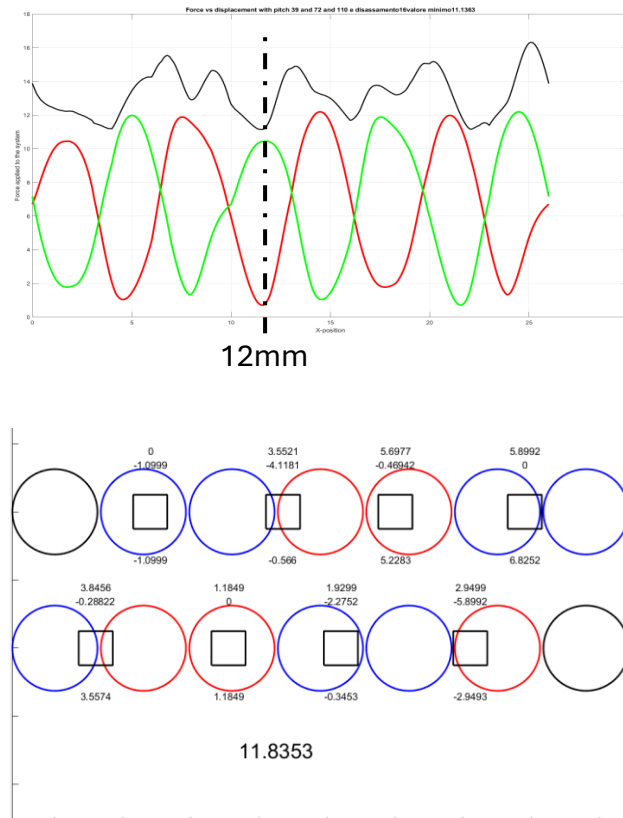 Force vs displacement with pitch 39 and 72 and 110 e disassamento16valore minimo11.1363
18
16
14
12
10
8
6
4
2
0
Force applied to the system
0 5 10 15 20 25
X-position
12mm
0 3.5521 5.6977 5.8992
-1.0999 -4.1181 -0.46942 0
-1.0999 -0.566 5.2283 6.8252
3.8456 1.1849 1.9299 2.9499
-0.28822 0 -2.2752 -5.8992
3.5574 1.1849 -0.3453 -2.9493
11.8353